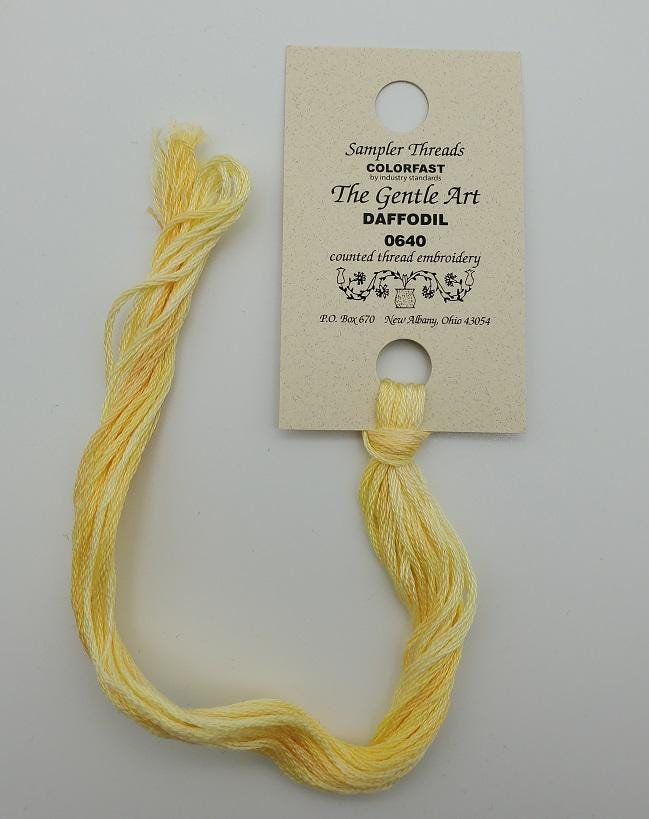 Sampler Threads
COLORFAST
by industry standards
The Gentle Art
DAFFODIL
0640
counted thread embroidery
P.O. Box 670 New Albany, Ohio 43054